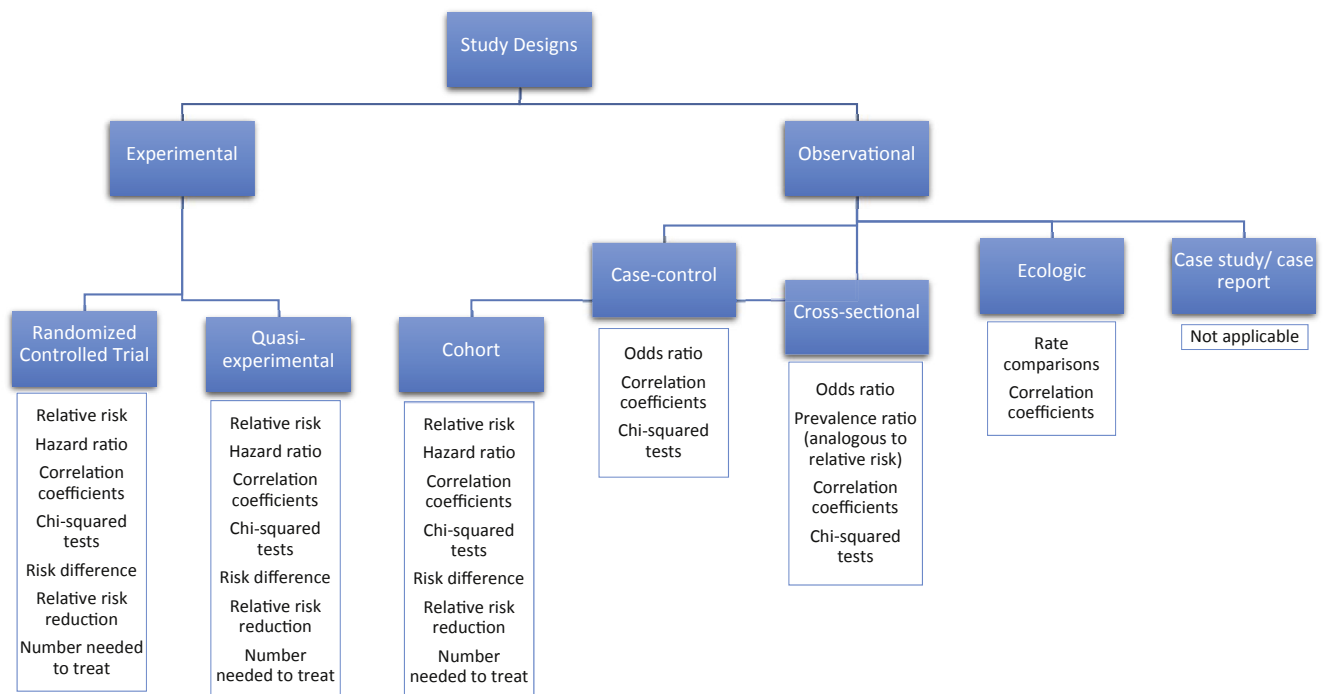 Study Designs
Experimental
Observational
Randomized
Controlled Trial
Relative risk
Hazard ratio
Correlation
coefficients
Chi-squared
tests
Risk difference
Relative risk
reduction
Number needed
to treat
Quasi-
experimental
Relative risk
Hazard ratio
Correlation
coefficients
Chi-squared
tests
Risk difference
Relative risk
reduction
Number
needed to treat
Cohort
Relative risk
Hazard ratio
Correlation
coefficients
Chi-squared
tests
Risk difference
Relative risk
reduction
Number
needed to treat
Case-control
Odds ratio
Correlation
coefficients
Chi-squared
tests
Cross-sectional
Odds ratio
Prevalence ratio
(analogous to
relative risk)
Correlation
coefficients
Chi-squared
tests
Ecologic
Rate
comparisons
Correlation
coefficients
Case study/ case
report
Not applicable